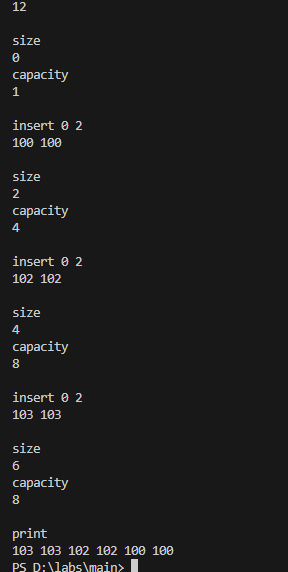 12
size
0
capacity
1
insert 0 2
100 100
size
2
capacity
4
insert 0 2
102 102
size
4
capacity
8
insert 0 2
103 103
size
6
capacity
8
print
103 103 102 102 100 100
PS D:\labs\main>